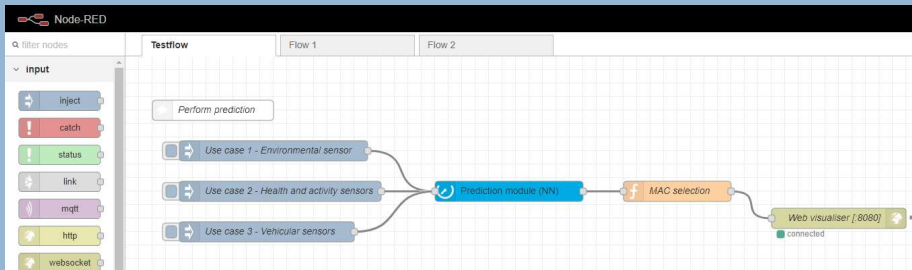 Node-RED
filter nodes
Testflow
Flow 1
Flow 2
input
inject
catch
status
link
mqtt
http
websocket
Perform prediction
Use case 1 - Environmental sensor
Use case 2 - Health and activity sensors
Use case 3 - Vehicular sensors
Prediction module (NN)
MAC selection
Web visualiser [:8080]
connected